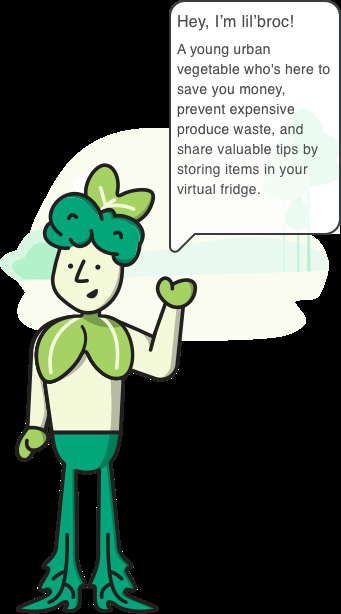 Hey, I’m lil’broc!
A young urban
vegetable who's here to
save you money,
prevent expensive
produce waste, and
share valuable tips by
storing items in your
virtual fridge.